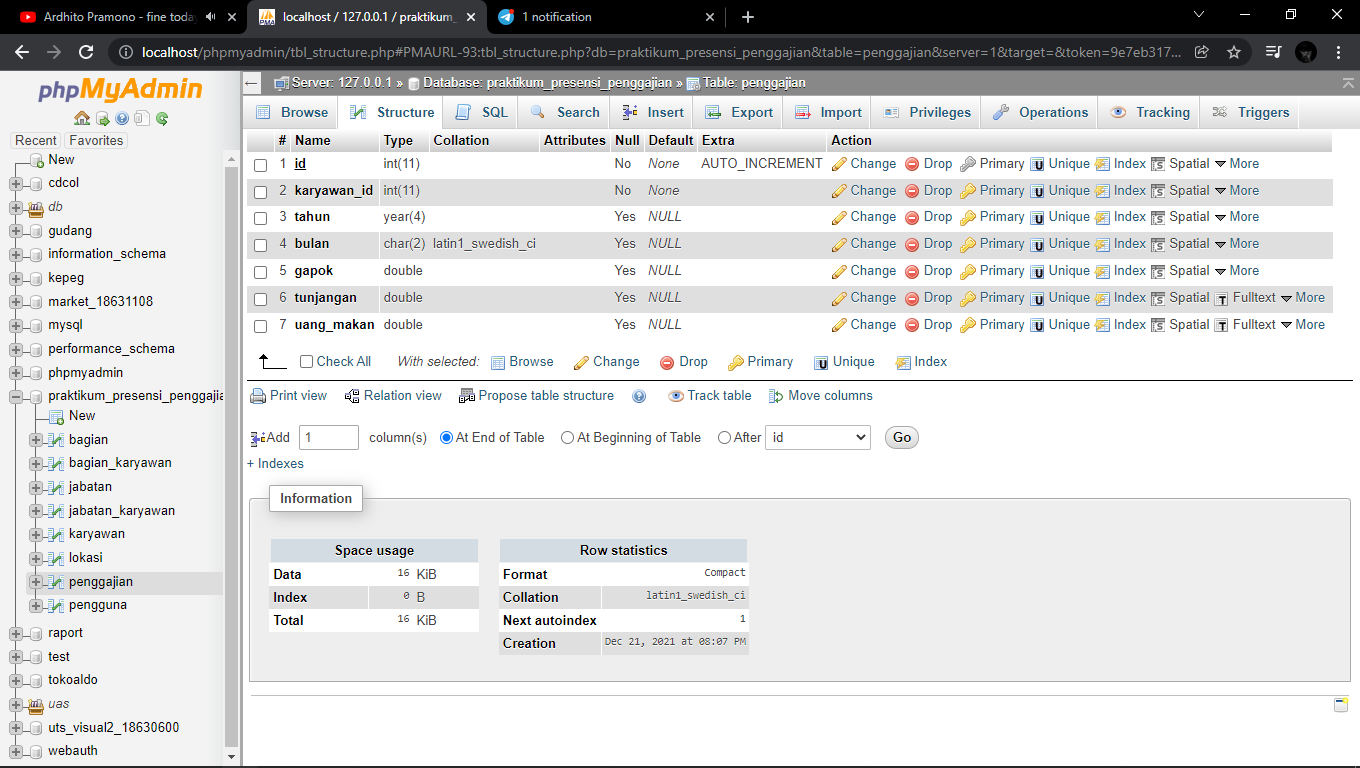 Ardhito Pramono - fine toda
localhost / 127.0.0.1 / praktikum_
1 notification
localhost/phpmyadmin/tbl_structure.php#PMAURL-93:tbl_structure.php?db=praktikum_presensi_penggajian&table=penggajian&server=1&target=&token=9e7eb317...
phpMyAdmin
Recent Favorites
New
cdcol
db
gudang
information_schema
kepeg
market_18631108
mysql
performance_schema
phpmyadmin
praktikum_presensi_penggajia
New
bagian
bagian_karyawan
jabatan
jabatan_karyawan
karyawan
lokasi
penggajian
pengguna
raport
test
tokoaldo
uas
uts_visual2_18630600
webauth
Server: 127.0.0.1 » Database: praktikum_presensi_penggajian » Table: penggajian
Browse Structure SQL Search Insert Export Import Privileges Operations Tracking Triggers
# Name Type Collation Attributes Null Default Extra Action
1 id int(11) No None AUTO_INCREMENT Change Drop Primary Unique Index Spatial More
2 karyawan_id int(11) No None Change Drop Primary Unique Index Spatial More
3 tahun year(4) Yes NULL Change Drop Primary Unique Index Spatial More
4 bulan char(2) latin1_swedish_ci Yes NULL Change Drop Primary Unique Index Spatial More
5 gapok double Yes NULL Change Drop Primary Unique Index Spatial More
6 tunjangan double Yes NULL Change Drop Primary Unique Index Spatial Fulltext More
7 uang_makan double Yes NULL Change Drop Primary Unique Index Spatial Fulltext More
Check All With selected: Browse Change Drop Primary Unique Index
Print view Relation view Propose table structure Track table Move columns
Add 1 column(s) At End of Table At Beginning of Table After id Go
+ Indexes
Information
Space usage
Data 16 KiB
Index 0 B
Total 16 KiB
Row statistics
Format Compact
Collation latin1_swedish_ci
Next autoindex 1
Creation Dec 21, 2021 at 08:07 PM